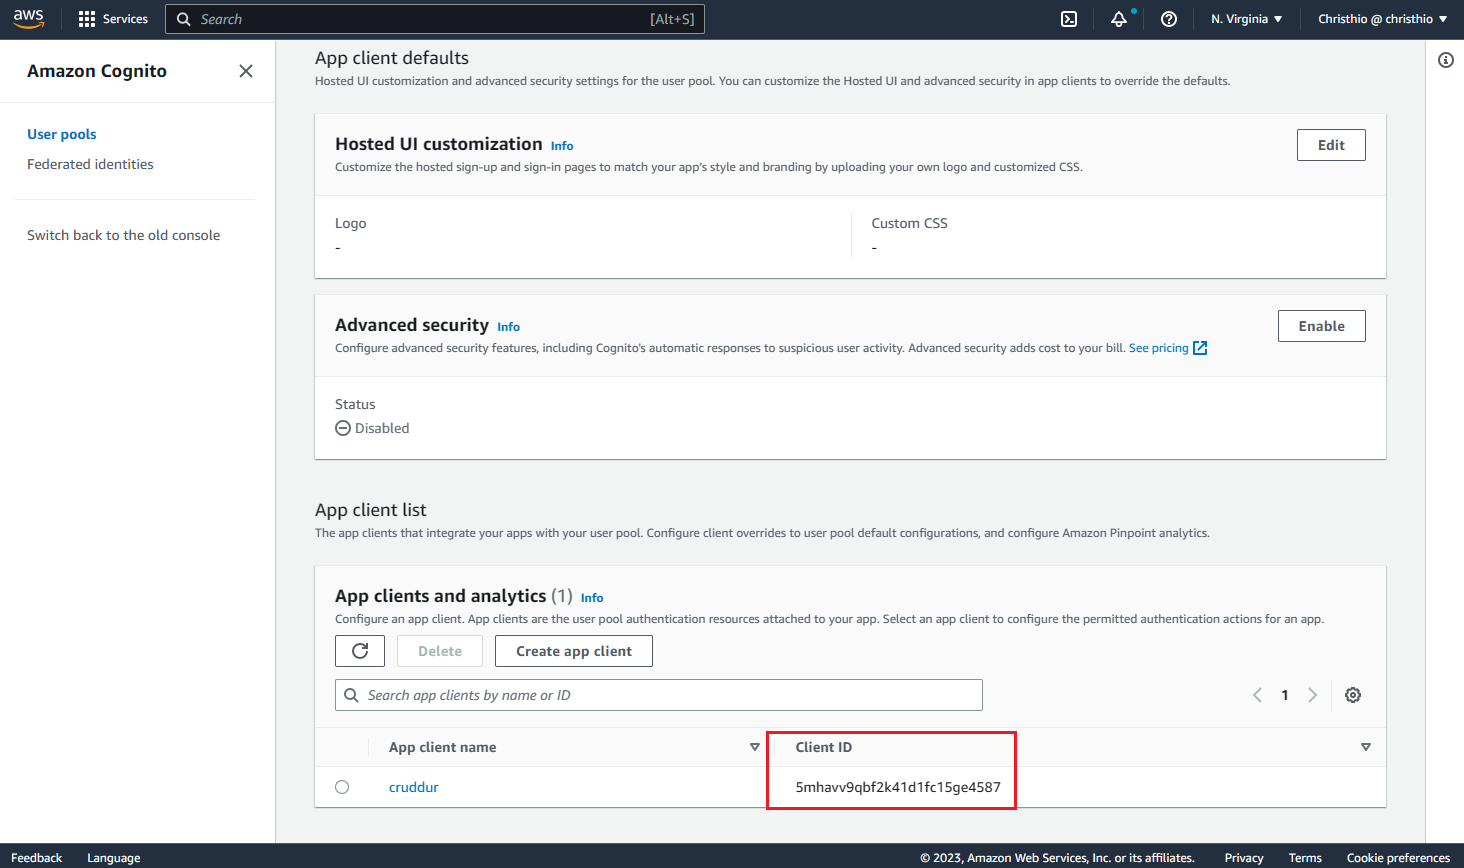 aws Services Search [Alt+S] N. Virginia Christhio @ christhio
Amazon Cognito
User pools
Federated identities
Switch back to the old console
App client defaults
Hosted UI customization and advanced security settings for the user pool. You can customize the Hosted UI and advanced security in app clients to override the defaults.
Hosted UI customization Info
Edit
Customize the hosted sign-up and sign-in pages to match your app's style and branding by uploading your own logo and customized CSS.
Logo Custom CSS
- -
Advanced security Info
Enable
Configure advanced security features, including Cognito's automatic responses to suspicious user activity. Advanced security adds cost to your bill. See pricing
Status
Disabled
App client list
The app clients that integrate your apps with your user pool. Configure client overrides to user pool default configurations, and configure Amazon Pinpoint analytics.
App clients and analytics (1) Info
Configure an app client. App clients are the user pool authentication resources attached to your app. Select an app client to configure the permitted authentication actions for an app.
Delete Create app client
Search app clients by name or ID 1
App client name Client ID
cruddur 5mhavv9qbf2k41d1fc15ge4587
Feedback Language © 2023, Amazon Web Services, Inc. or its affiliates. Privacy Terms Cookie preferences